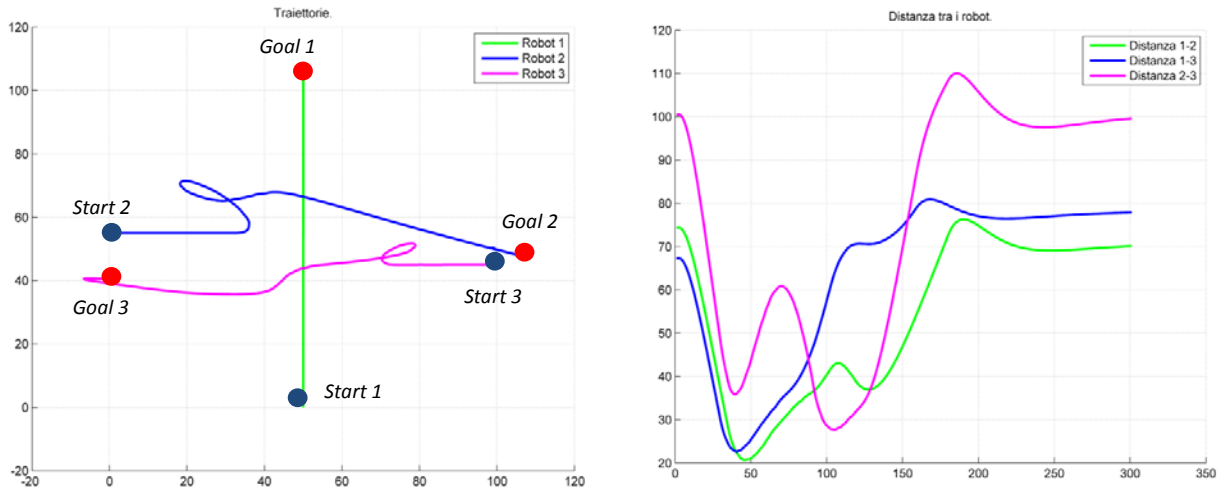 Traiettorie.
120
100
80
60
40
20
0
-20
-20
0
20
40
60
80
100
120
Robot 1
Robot 2
Robot 3
Goal 1
Start 2
Goal 2
Goal 3
Start 3
Start 1
Distanza tra i robot.
120
110
100
90
80
70
60
50
40
30
20
0
50
100
150
200
250
300
350
Distanza 1-2
Distanza 1-3
Distanza 2-3